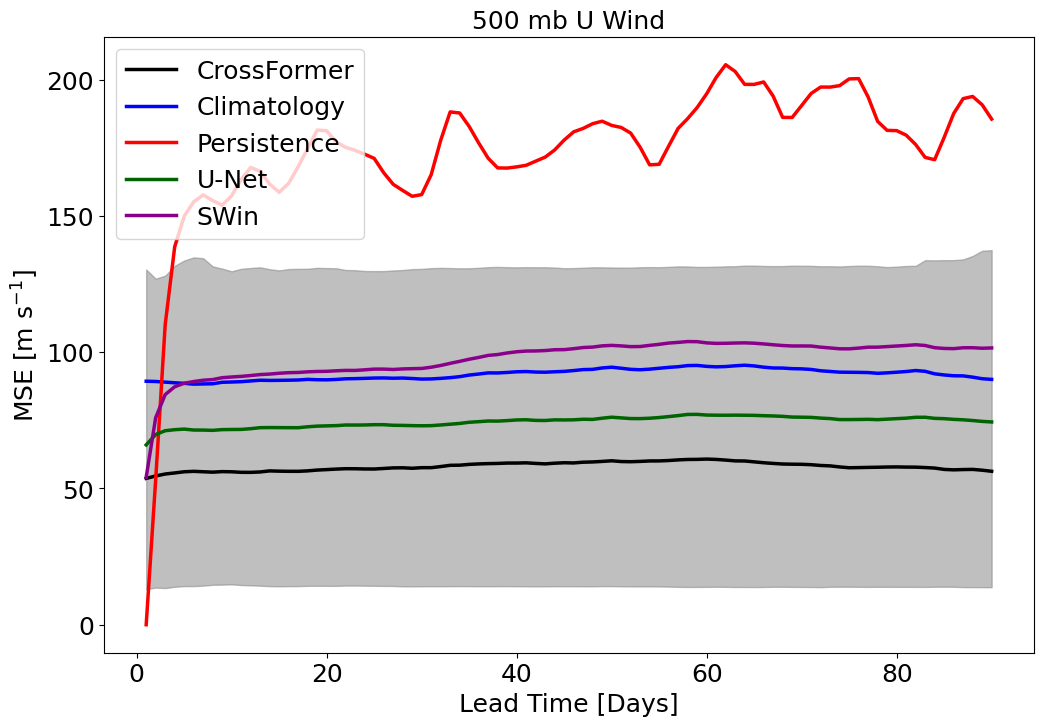 500 mb U Wind
CrossFormer
Climatology
Persistence
U-Net
SWin
MSE [m s⁻¹]
200
150
100
50
0
0 20 40 60 80
Lead Time [Days]